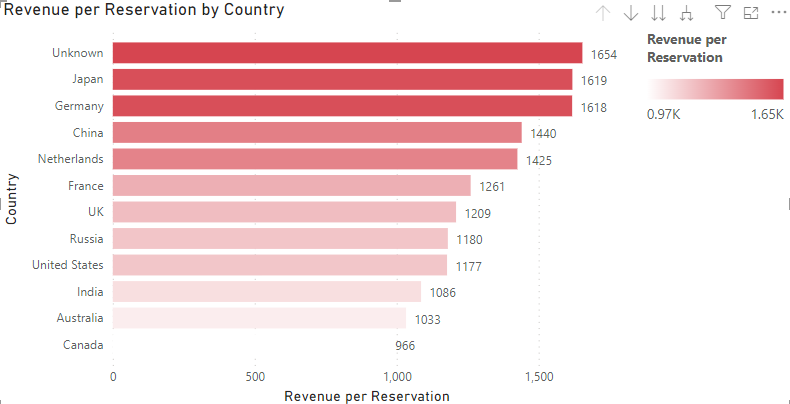 Revenue per Reservation by Country
Revenue per
Reservation
0.97K 1.65K
Country
Unknown 1654
Japan 1619
Germany 1618
China 1440
Netherlands 1425
France 1261
UK 1209
Russia 1180
United States 1177
India 1086
Australia 1033
Canada 966
0 500 1,000 1,500
Revenue per Reservation